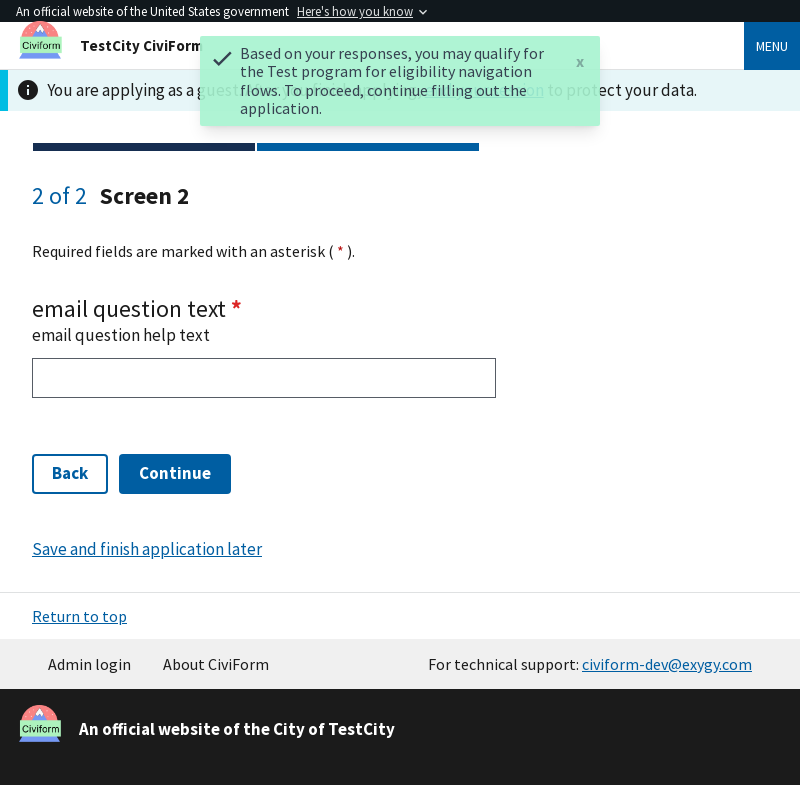 An official website of the United States government Here's how you know
Civiform
TestCity CiviForm
MENU
Based on your responses, you may qualify for
the Test program for eligibility navigation
flows. To proceed, continue filling out the
application.
x
You are applying as a to protect your data.
2 of 2 Screen 2
Required fields are marked with an asterisk ( * ).
email question text *
email question help text
Back
Continue
Save and finish application later
Return to top
Admin login
About CiviForm
For technical support: civiform-dev@exygy.com
Civiform
An official website of the City of TestCity